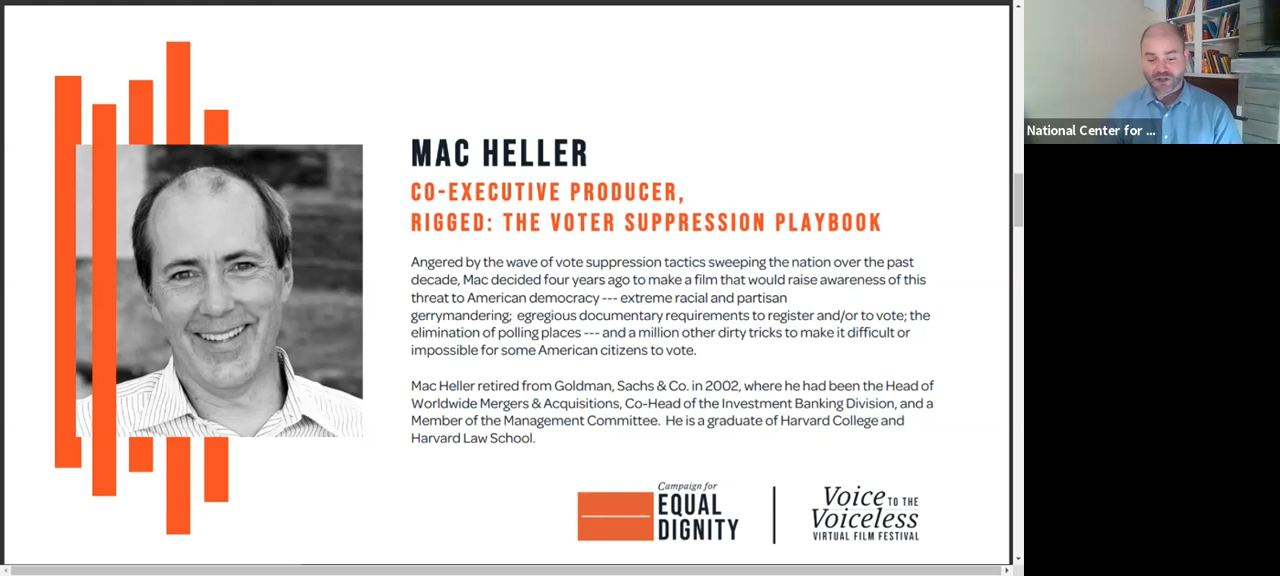 MAC HELLER
CO-EXECUTIVE PRODUCER,
RIGGED: THE VOTER SUPPRESSION PLAYBOOK
Angered by the wave of vote suppression tactics sweeping the nation over the past
decade, Mac decided four years ago to make a film that would raise awareness of this
threat to American democracy --- extreme racial and partisan
gerrymandering; egregious documentary requirements to register and/or to vote; the
elimination of polling places --- and a million other dirty tricks to make it difficult or
impossible for some American citizens to vote.
Mac Heller retired from Goldman, Sachs & Co. in 2002, where he had been the Head of
Worldwide Mergers & Acquisitions, Co-Head of the Investment Banking Division, and a
Member of the Management Committee. He is a graduate of Harvard College and
Harvard Law School.
Campaign for
EQUAL
DIGNITY
Voice TO THE
Voiceless
VIRTUAL FILM FESTIVAL
National Center for ...